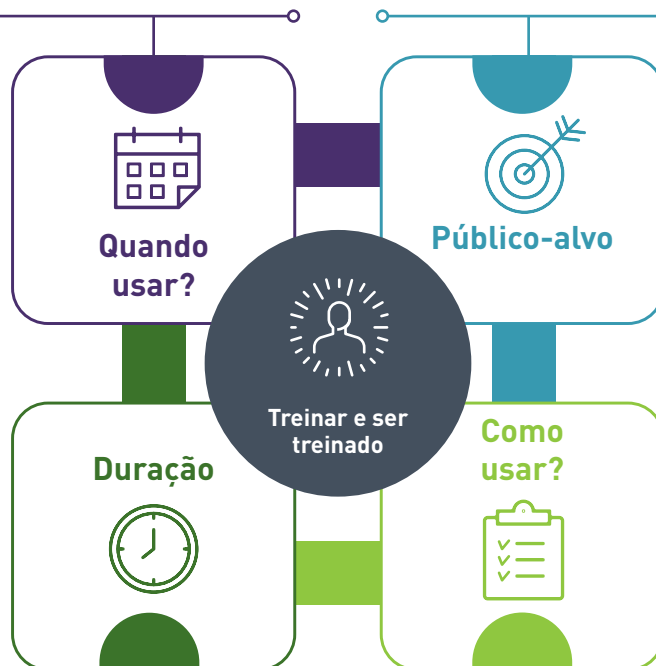 Quando
usar?
Público-alvo
Treinar e ser
treinado
Duração
Como
usar?